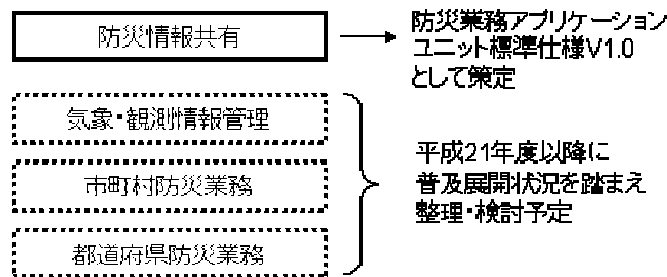 防災情報共有
防災業務アプリケーション
ユニット標準仕様V1.0
として策定
気象・観測情報管理
市町村防災業務
都道府県防災業務
平成21年度以降に
普及展開状況を踏まえ
整理・検討予定